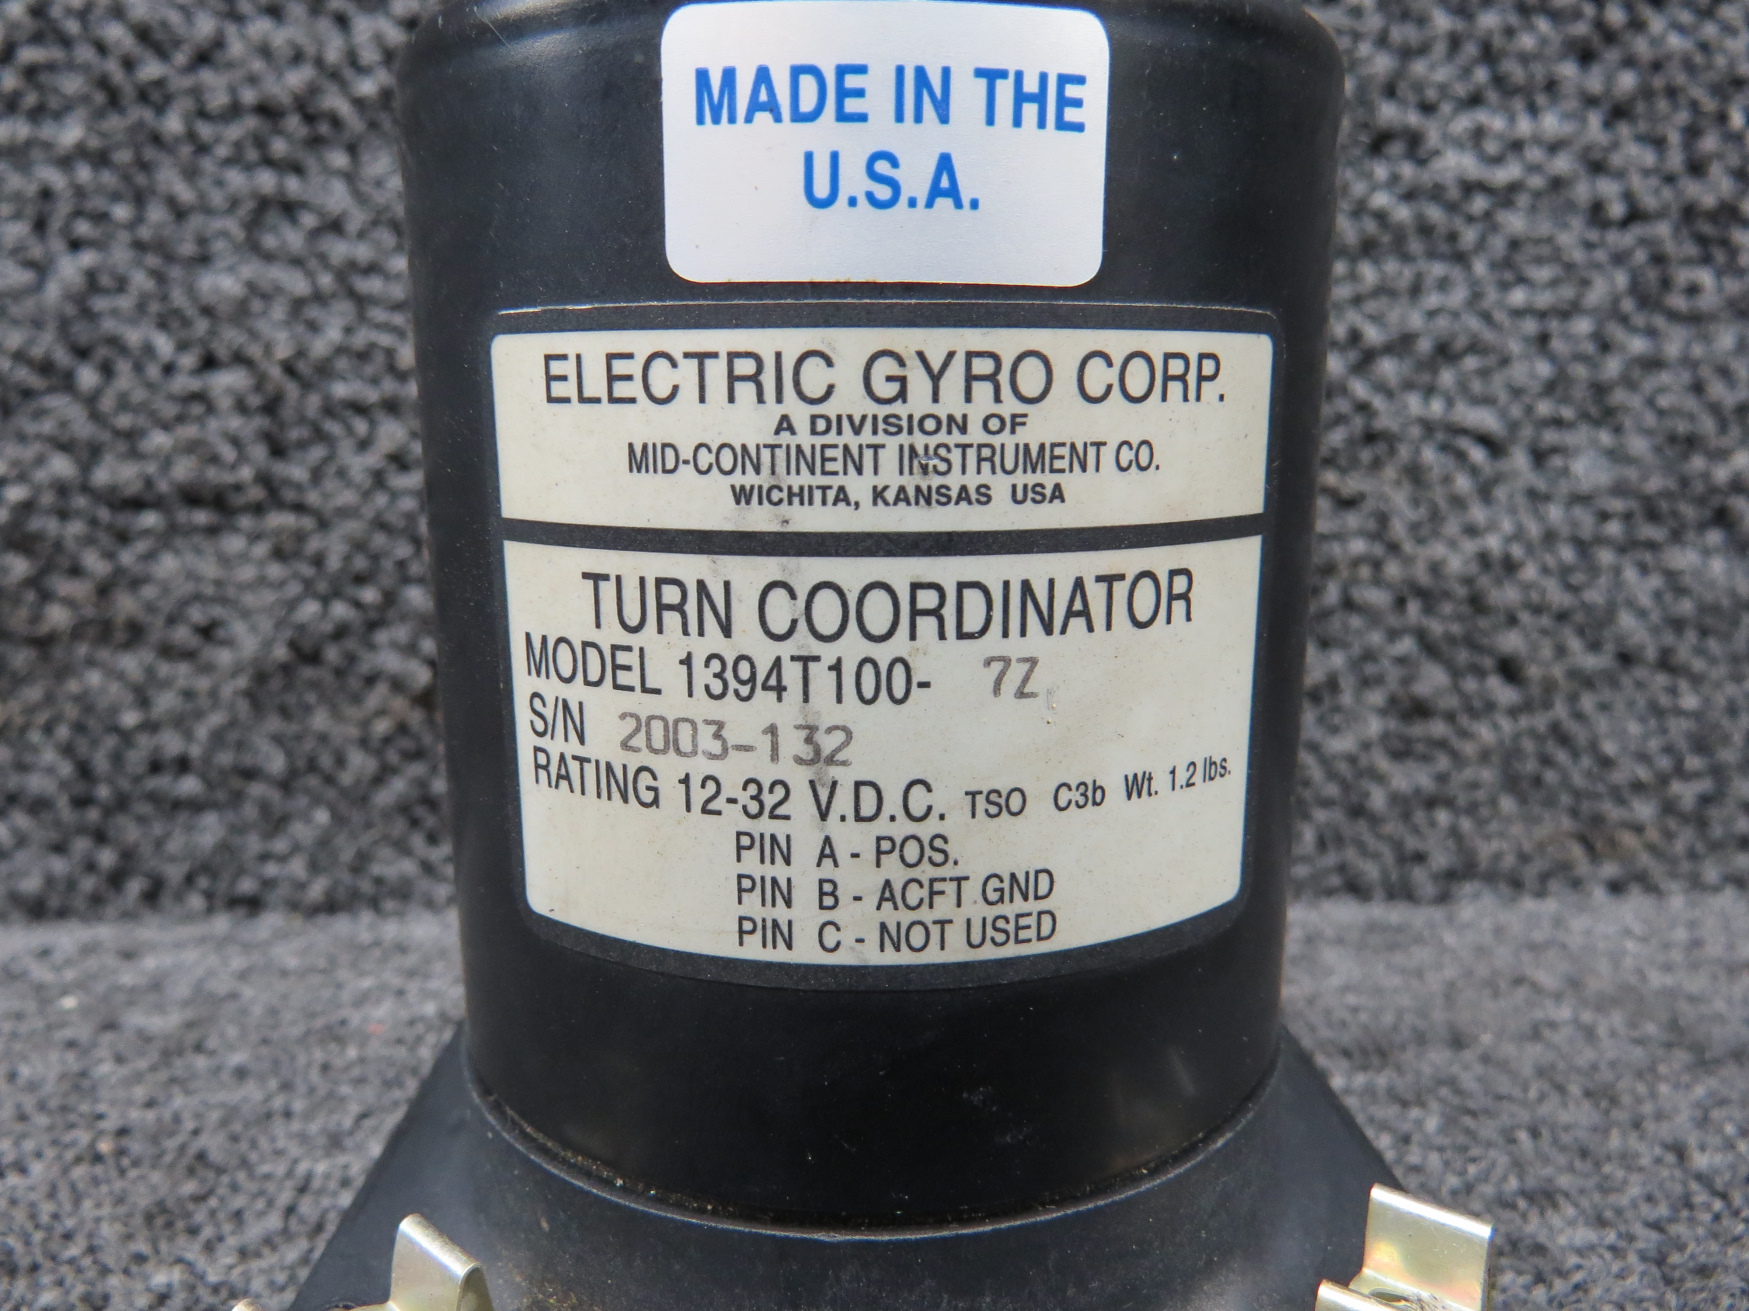 MADE IN THE
U.S.A.
ELECTRIC GYRO CORP.
A DIVISION OF
MID-CONTINENT INSTRUMENT CO.
WICHITA, KANSAS USA
TURN COORDINATOR
MODEL 1394T100- 7Z
S/N 2003-132
RATING 12-32 V.D.C. TSO C3b Wt. 1.2 lbs.
PIN A - POS.
PIN B - ACFT GND
PIN C - NOT USED